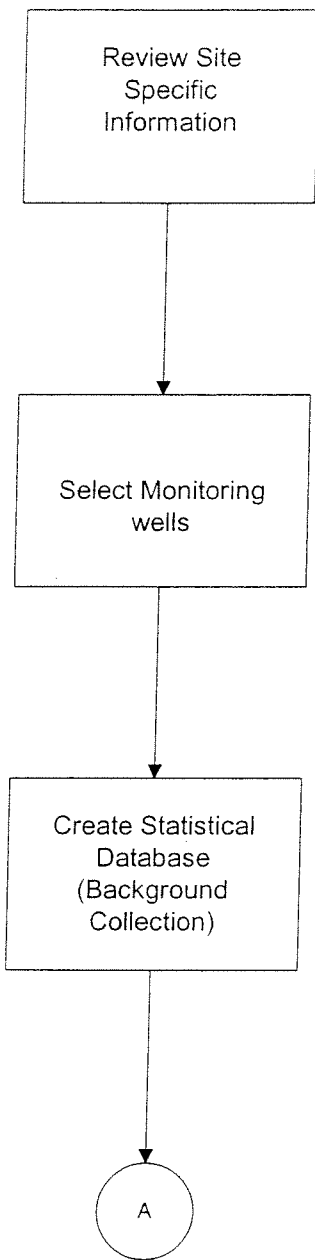 Review Site
Specific
Information
Select Monitoring
wells
Create Statistical
Database
(Background
Collection)
A